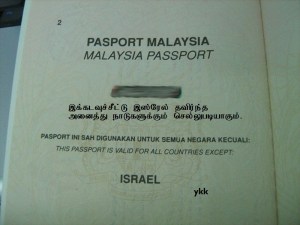 2
PASPORT MALAYSIA
MALAYSIA PASSPORT
இக்கடவுச்சீட்டு இஸ்ரேல் தவிர்ந்த
அனைத்து நாடுகளுக்கும் செல்லுபடியாகும்.
PASPORT INI SAH DIGUNAKAN UNTUK SEMUA NEGARA KECUALI:
THIS PASSPORT IS VALID FOR ALL COUNTRIES EXCEPT:
ISRAEL
ykk